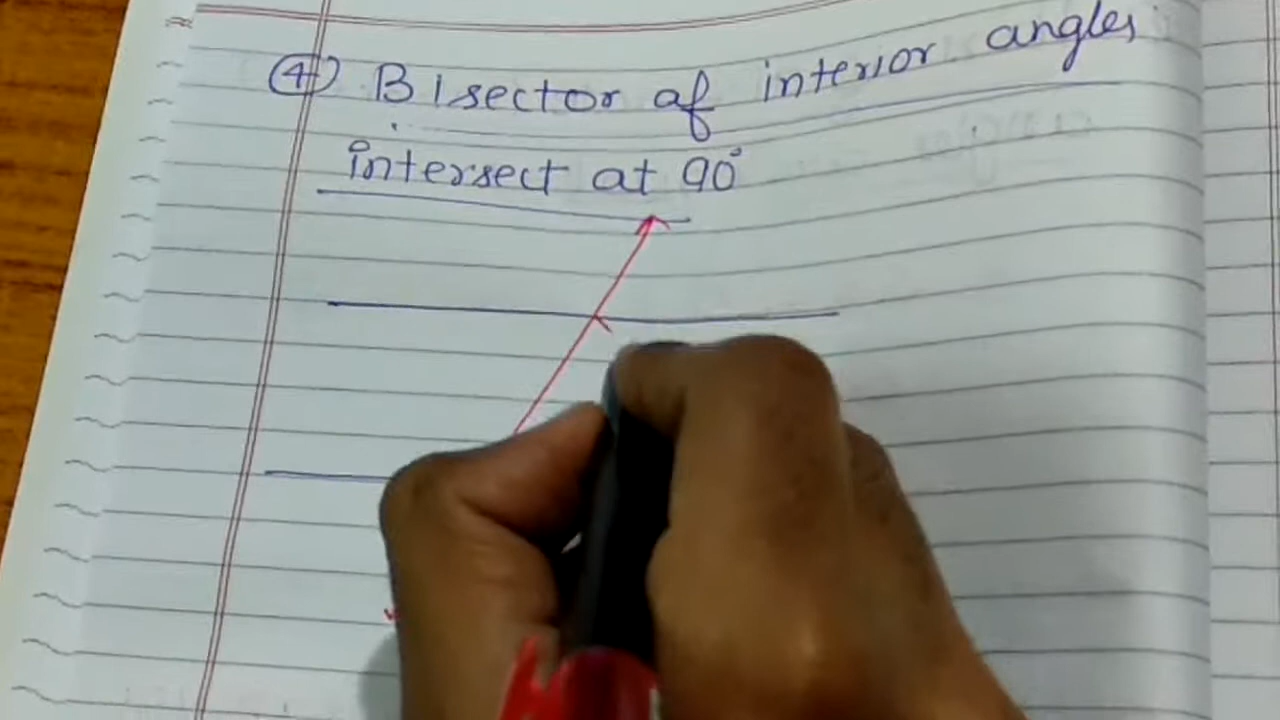 ④ Bisector of interior angles
intersect at 90°